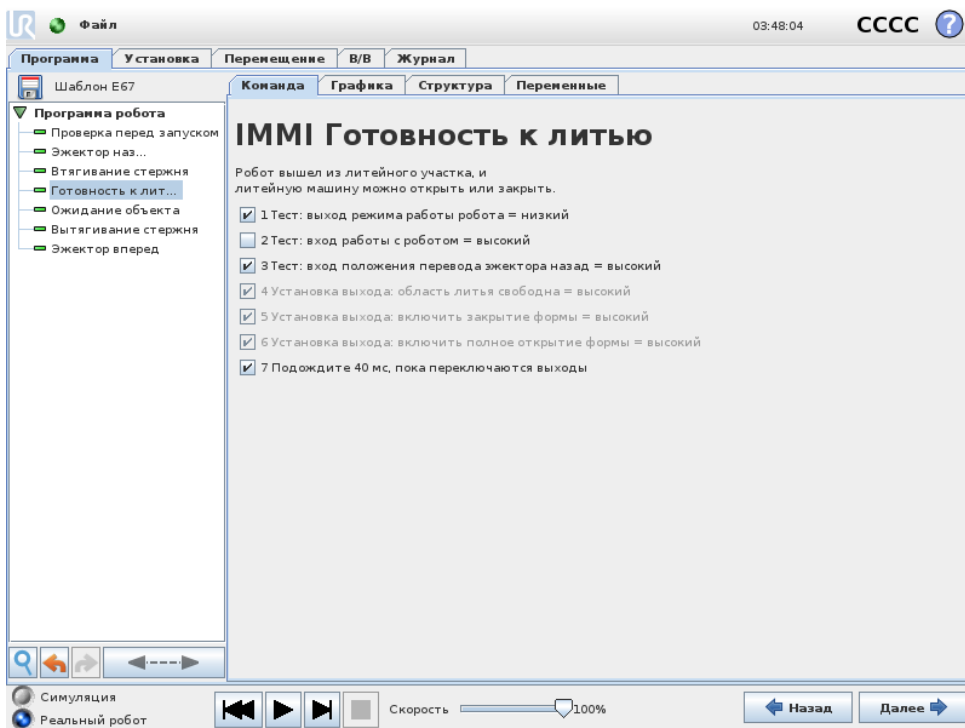 UR Файл 03:48:04 CCCC ?
Программа Установка Перемещение В/В Журнал
Шаблон E67
Команда Графика Структура Переменные
Программа робота
Проверка перед запуском
Эжектор наз...
Втягивание стержня
Готовность к лит...
Ожидание объекта
Вытягивание стержня
Эжектор вперед
IMMI Готовность к литью
Робот вышел из литейного участка, и
литейную машину можно открыть или закрыть.
1 Тест: выход режима работы робота = низкий
2 Тест: вход работы с роботом = высокий
3 Тест: вход положения перевода эжектора назад = высокий
4 Установка выхода: область литья свободна = высокий
5 Установка выхода: включить закрытие формы = высокий
6 Установка выхода: включить полное открытие формы = высокий
7 Подождите 40 мс, пока переключаются выходы
Симуляция
Реальный робот
Скорость 100%
Назад Далее